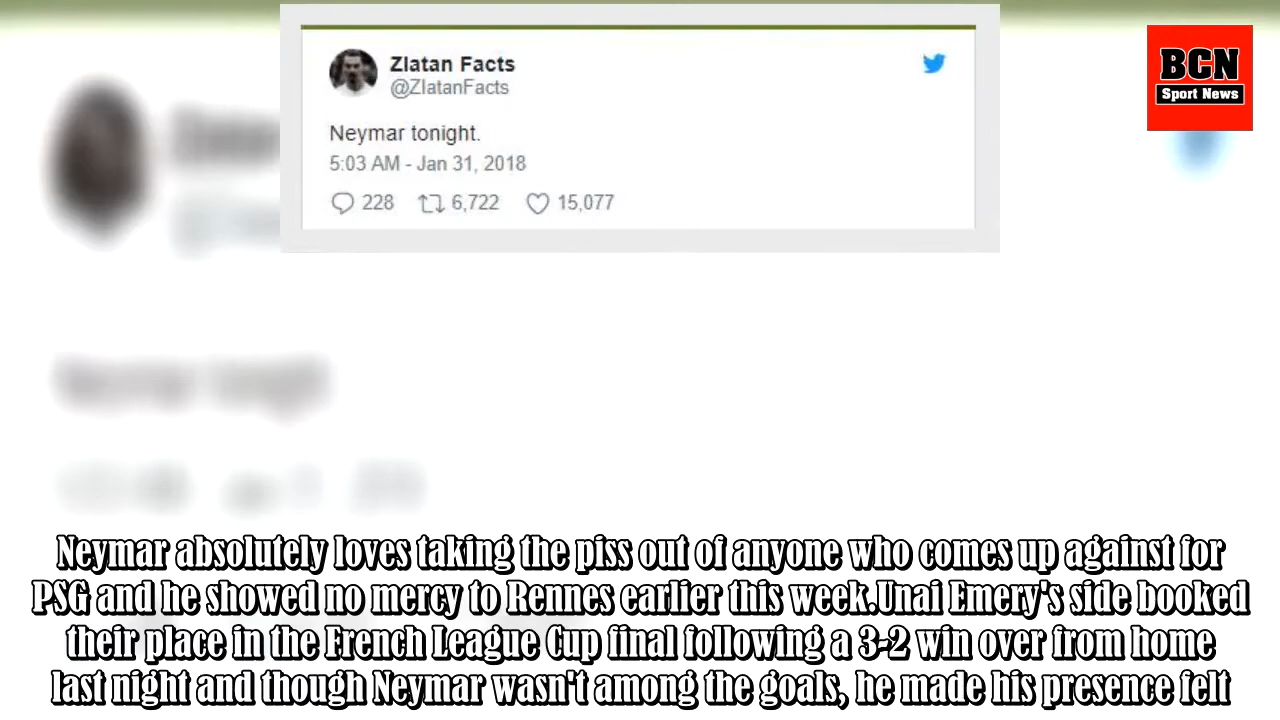 Zlatan Facts
@ZlatanFacts
Neymar tonight.
5:03 AM - Jan 31, 2018
228 6,722 15,077
BCN
Sport News
Neymar absolutely loves taking the piss out of anyone who comes up against for
PSG and he showed no mercy to Rennes earlier this week.Unai Emery's side booked
their place in the French League Cup final following a 3-2 win over from home
last night and though Neymar wasn't among the goals, he made his presence felt